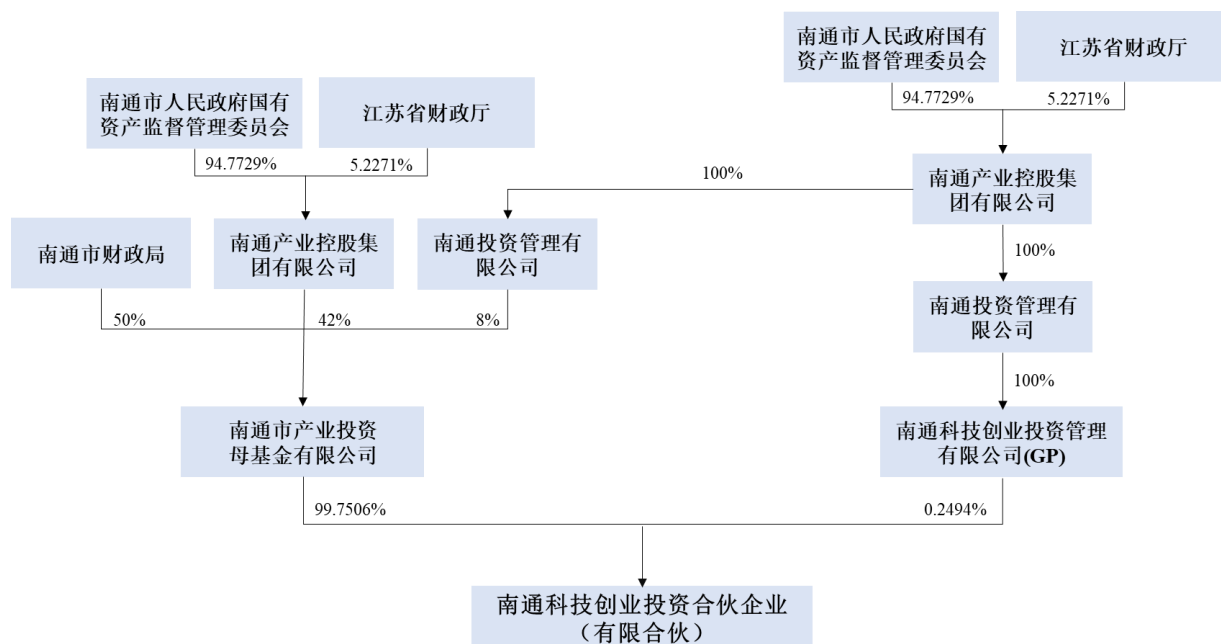 南通市人民政府国有
资产监督管理委员会
江苏省财政厅
94.7729%
5.2271%
南通市人民政府国有
资产监督管理委员会
江苏省财政厅
94.7729%
5.2271%
100%
南通产业控股集
团有限公司
南通市财政局
南通产业控股集
团有限公司
南通投资管理有
限公司
100%
50%
42%
8%
南通投资管理有
限公司
100%
南通市产业投资
母基金有限公司
南通科技创业投资管理
有限公司(GP)
99.7506%
0.2494%
南通科技创业投资合伙企业
（有限合伙）